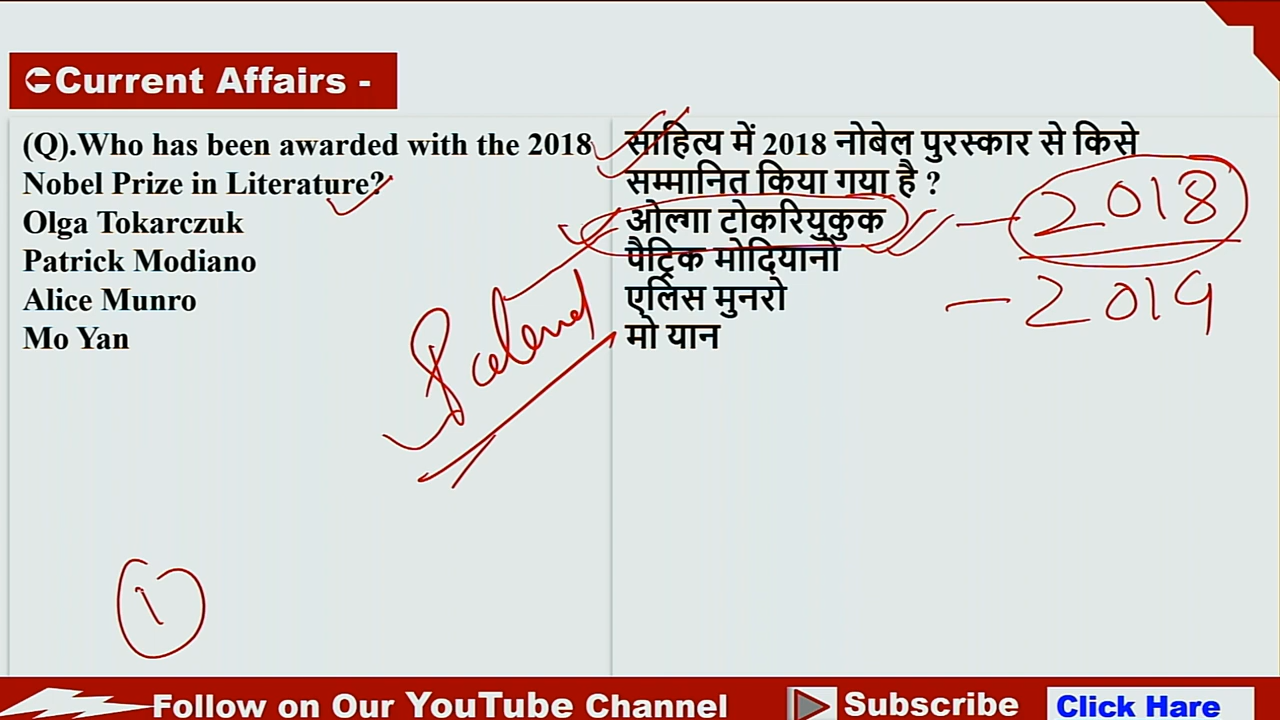 Current Affairs -
(Q).Who has been awarded with the 2018
Nobel Prize in Literature?
Olga Tokarczuk
Patrick Modiano
Alice Munro
Mo Yan
साहित्य में 2018 नोबेल पुरस्कार से किसे
सम्मानित किया गया है ?
ओल्गा टोकरियुकुक
पैट्रिक मोदियानो
एलिस मुनरो
मो यान
2018
2019
1
Follow on Our YouTube Channel
Subscribe
Click Hare